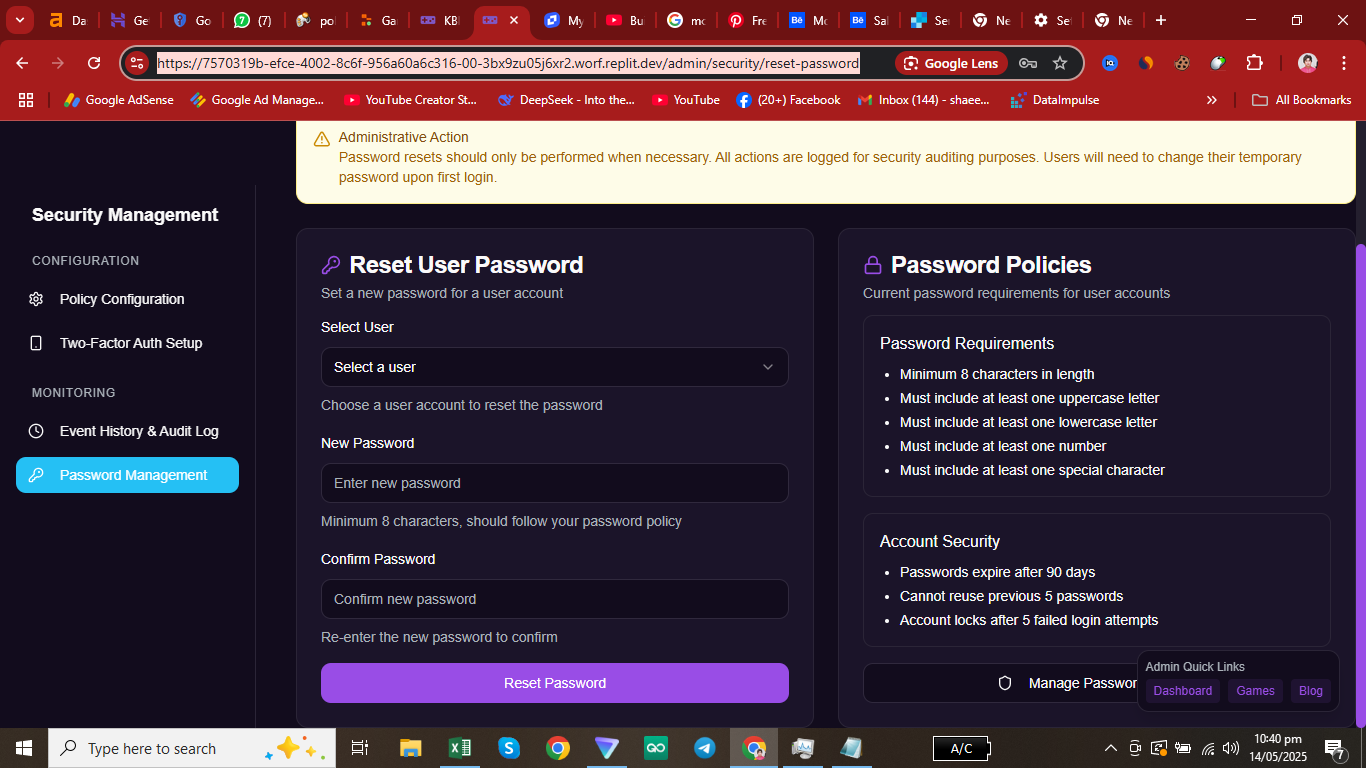 Da
Ge
Go
(7)
po
Ga
KB
My
Bu
mc
Fre
Mc
Sal
Ser
Ne
Set
Ne
https://7570319b-efce-4002-8c6f-956a60a6c316-00-3bx9zu05j6xr2.worf.replit.dev/admin/security/reset-password
Google Lens
Google AdSense
Google Ad Manage...
YouTube Creator St...
DeepSeek - Into the...
YouTube
(20+) Facebook
Inbox (144) - shaee...
DataImpulse
All Bookmarks
Administrative Action
Password resets should only be performed when necessary. All actions are logged for security auditing purposes. Users will need to change their temporary
password upon first login.
Security Management
CONFIGURATION
Policy Configuration
Two-Factor Auth Setup
MONITORING
Event History & Audit Log
Password Management
Reset User Password
Set a new password for a user account
Select User
Select a user
Choose a user account to reset the password
New Password
Enter new password
Minimum 8 characters, should follow your password policy
Confirm Password
Confirm new password
Re-enter the new password to confirm
Reset Password
Password Policies
Current password requirements for user accounts
Password Requirements
• Minimum 8 characters in length
• Must include at least one uppercase letter
• Must include at least one lowercase letter
• Must include at least one number
• Must include at least one special character
Account Security
• Passwords expire after 90 days
• Cannot reuse previous 5 passwords
• Account locks after 5 failed login attempts
Manage Passwor
Admin Quick Links
Dashboard
Games
Blog
Type here to search
A/C
10:40 pm
14/05/2025
7